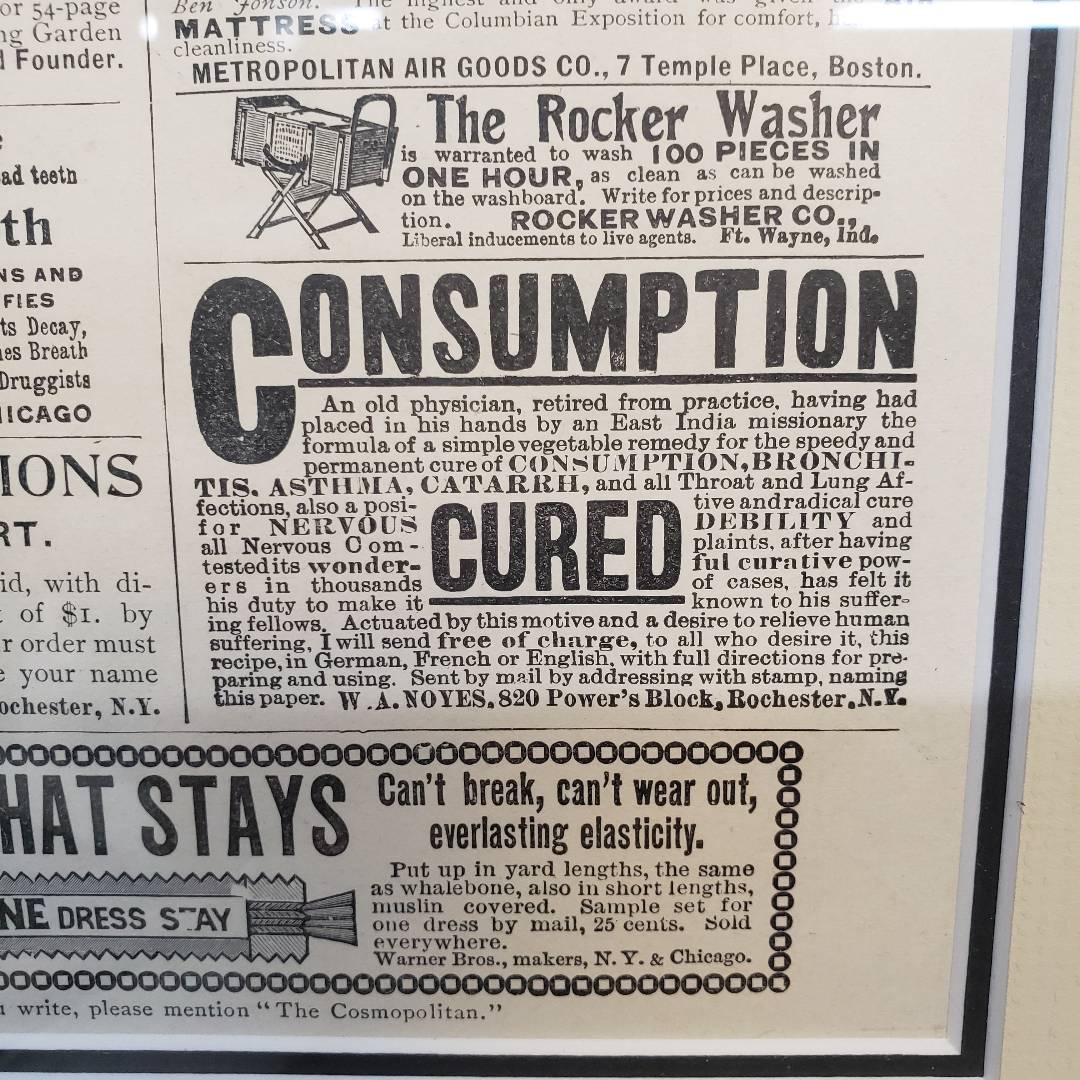 or 54-page
ng Garden
d Founder.
ad teeth
th
NS AND
FIES
ts Decay,
es Breath
Druggists
HICAGO
IONS
RT.
id, with di-
of $1. by
r order must
e your name
ochester, N.Y.
Ben Jonson. The highest and only award was given the AIR
MATTRESS at the Columbian Exposition for comfort,
cleanliness.
METROPOLITAN AIR GOODS CO., 7 Temple Place, Boston.
The Rocker Washer
is warranted to wash 100 PIECES IN
ONE HOUR, as clean as can be washed
on the washboard. Write for prices and descrip-
tion. ROCKER WASHER CO.,
Liberal inducements to live agents. Ft. Wayne, Ind.
CONSUMPTION
An old physician, retired from practice, having had
placed in his hands by an East India missionary the
formula of a simple vegetable remedy for the speedy and
permanent cure of CONSUMPTION, BRONCHI-
TIS, ASTHMA, CATARRH, and all Throat and Lung Af-
fections, also a posi- tive and radical cure
for NERVOUS DEBILITY and
all Nervous Com- plaints, after having
CURED
tested its wonder- ful curative pow-
ers in thousands of cases, has felt it
his duty to make it known to his suffer-
ing fellows. Actuated by this motive and a desire to relieve human
suffering, I will send free of charge, to all who desire it, this
recipe, in German, French or English, with full directions for pre-
paring and using. Sent by mail by addressing with stamp, naming
this paper. W.A. NOYES, 820 Power's Block, Rochester, N.Y.
HAT STAYS
NE DRESS STAY
Can't break, can't wear out,
everlasting elasticity.
Put up in yard lengths, the same
as whalebone, also in short lengths,
muslin covered. Sample set for
one dress by mail, 25 cents. Sold
everywhere.
Warner Bros., makers, N. Y. & Chicago.
write, please mention "The Cosmopolitan."